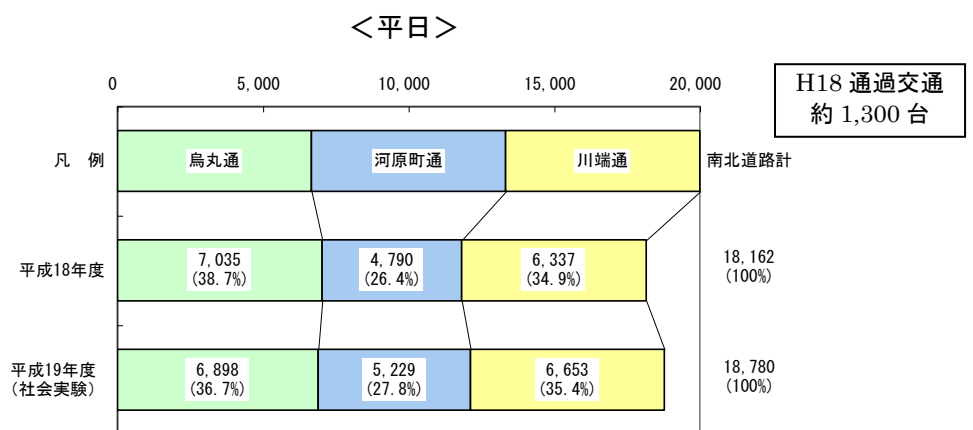 ＜平日＞
0 5,000 10,000 15,000 20,000
H18 通過交通
約 1,300 台
凡 例 烏丸通 河原町通 川端通 南北道路計
平成18年度
7,035
(38.7%)
4,790
(26.4%)
6,337
(34.9%)
18,162
(100%)
平成19年度
(社会実験)
6,898
(36.7%)
5,229
(27.8%)
6,653
(35.4%)
18,780
(100%)